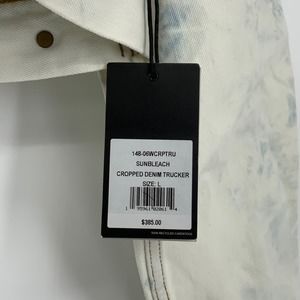 148-06WCRPTRU
SUNBLEACH
CROPPED DENIM TRUCKER
SIZE: L
$385.00